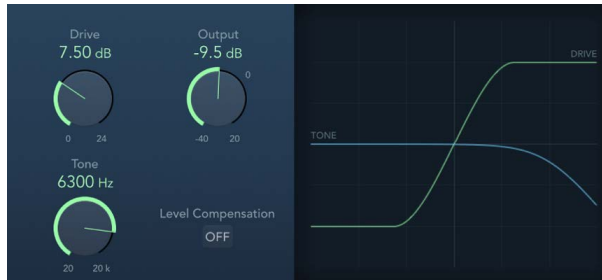 Drive
7.50 dB
0 24
Output
-9.5 dB
0
-40 20
Tone
6300 Hz
20 20 k
Level Compensation
OFF
DRIVE
TONE